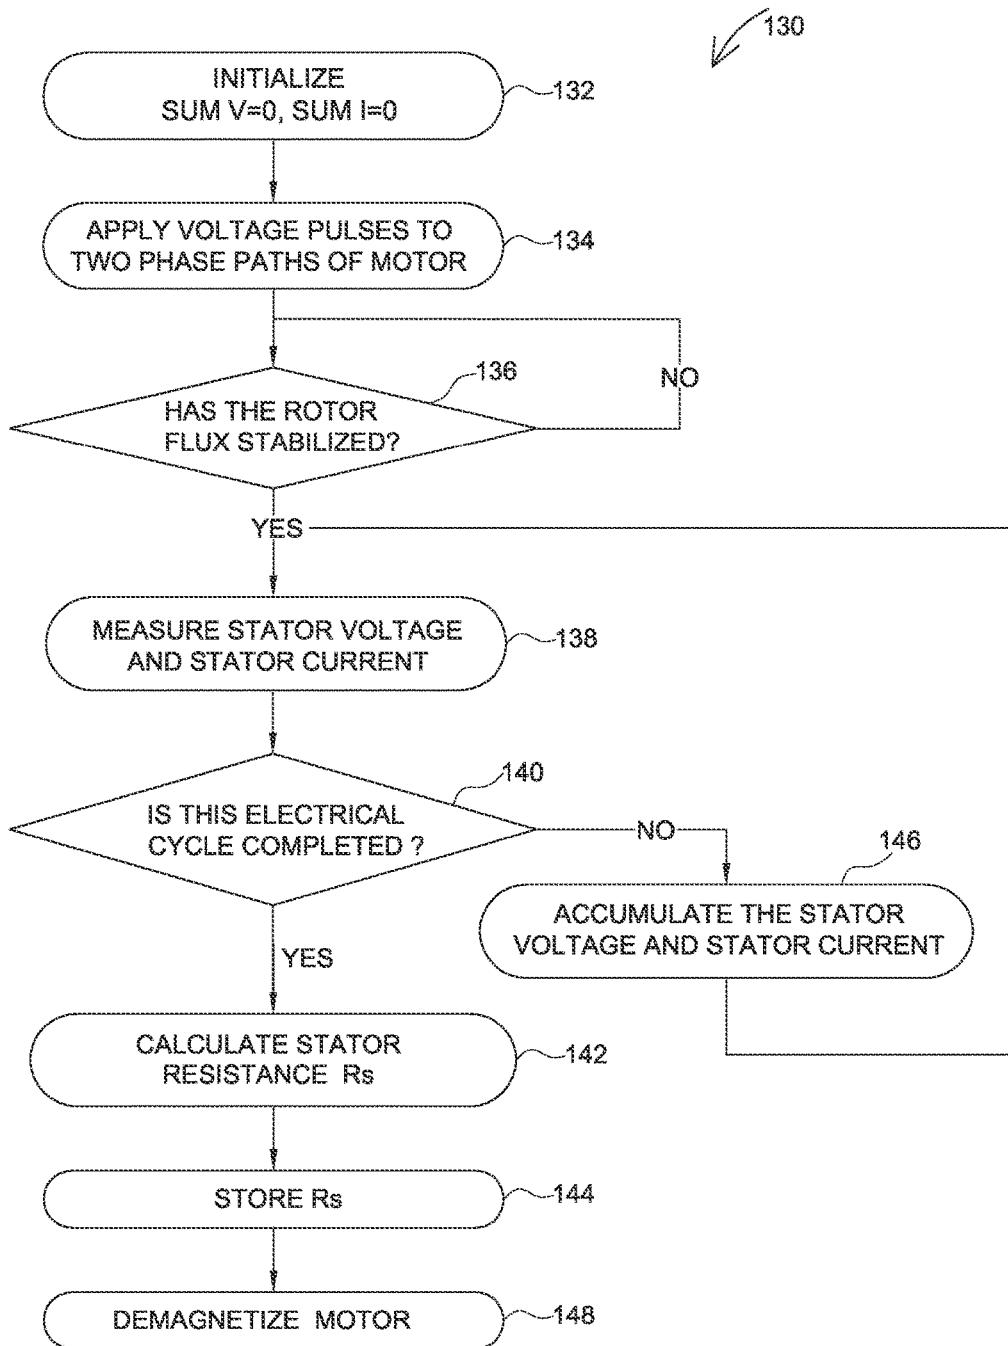 130
INITIALIZE
SUM V=0, SUM I=0
132
APPLY VOLTAGE PULSES TO
TWO PHASE PATHS OF MOTOR
134
136
NO
HAS THE ROTOR
FLUX STABILIZED?
YES
MEASURE STATOR VOLTAGE
AND STATOR CURRENT
138
140
IS THIS ELECTRICAL
CYCLE COMPLETED ?
NO
146
ACCUMULATE THE STATOR
VOLTAGE AND STATOR CURRENT
YES
CALCULATE STATOR
RESISTANCE Rs
142
STORE Rs
144
DEMAGNETIZE MOTOR
148